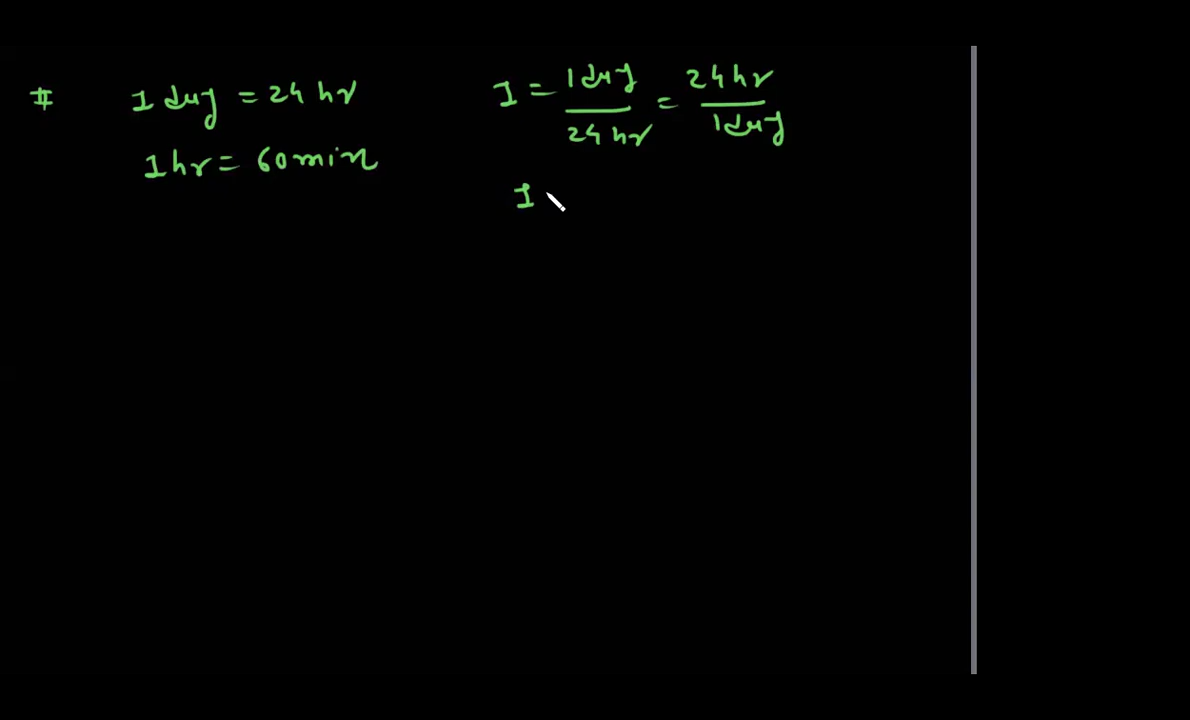 # 1 day = 24 hr
1 hr = 60 min
1 = 1 day / 24 hr = 24 hr / 1 day
1